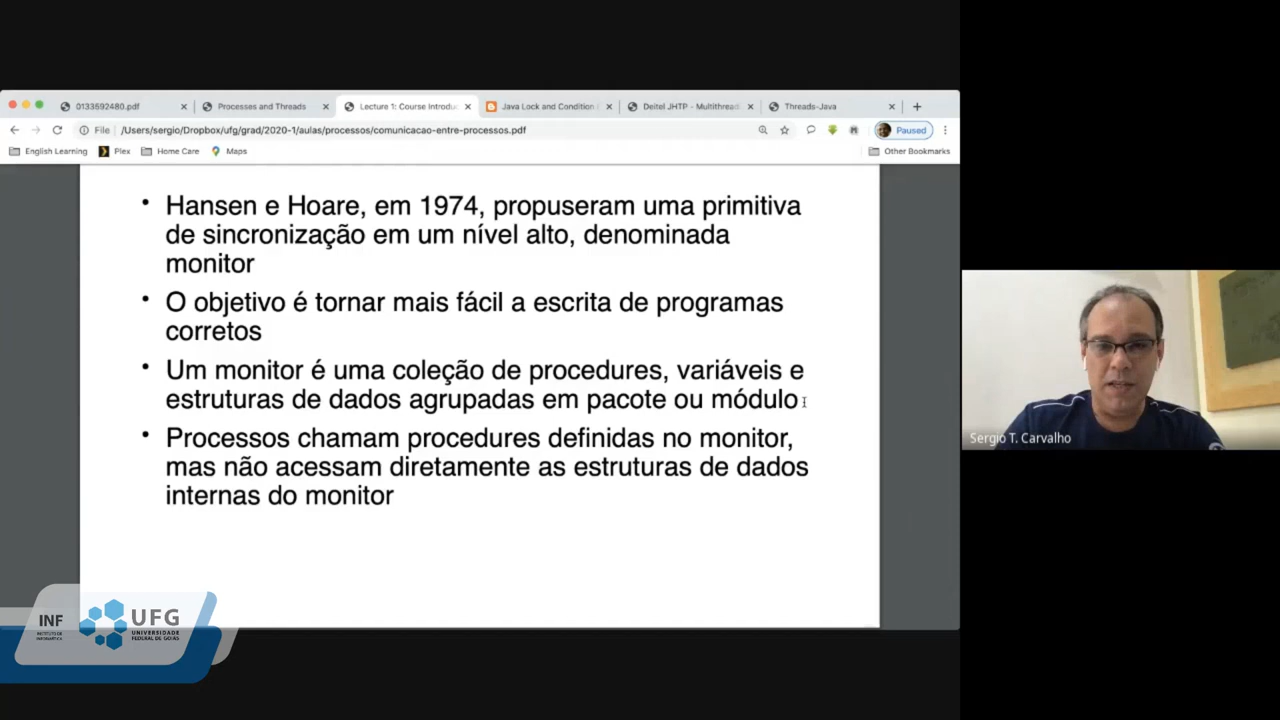 0133592480.pdf
Processes and Threads
Lecture 1: Course Introdu
Java Lock and Condition
Deitel JHTP - Multithread
Threads-Java
File
/Users/sergio/Dropbox/ufg/grad/2020-1/aulas/processos/comunicacao-entre-processos.pdf
Paused
English Learning
Plex
Home Care
Maps
Other Bookmarks
• Hansen e Hoare, em 1974, propuseram uma primitiva
de sincronização em um nível alto, denominada
monitor
• O objetivo é tornar mais fácil a escrita de programas
corretos
• Um monitor é uma coleção de procedures, variáveis e
estruturas de dados agrupadas em pacote ou módulo
• Processos chamam procedures definidas no monitor,
mas não acessam diretamente as estruturas de dados
internas do monitor
Sergio T. Carvalho
INF
INSTITUTO DE
INFORMÁTICA
UFG
UNIVERSIDADE
FEDERAL DE GOIÁS